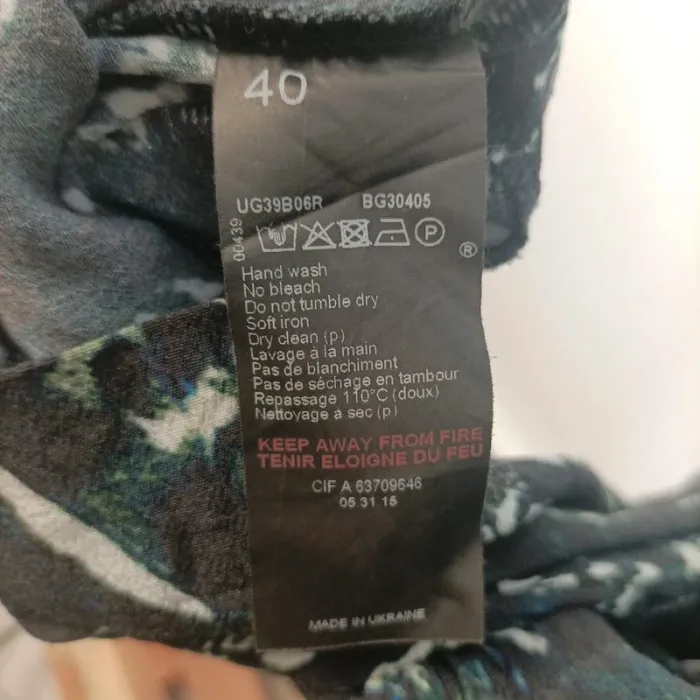 40
UG39B06R BG30405
00439
P
®
Hand wash
No bleach
Do not tumble dry
Soft iron
Dry clean (p)
Lavage à la main
Pas de blanchiment
Pas de séchage en tambour
Repassage 110°C (doux)
Nettoyage à sec (p)
KEEP AWAY FROM FIRE
TENIR ELOIGNE DU FEU
CIF A 63709646
05.31.15
MADE IN UKRAINE